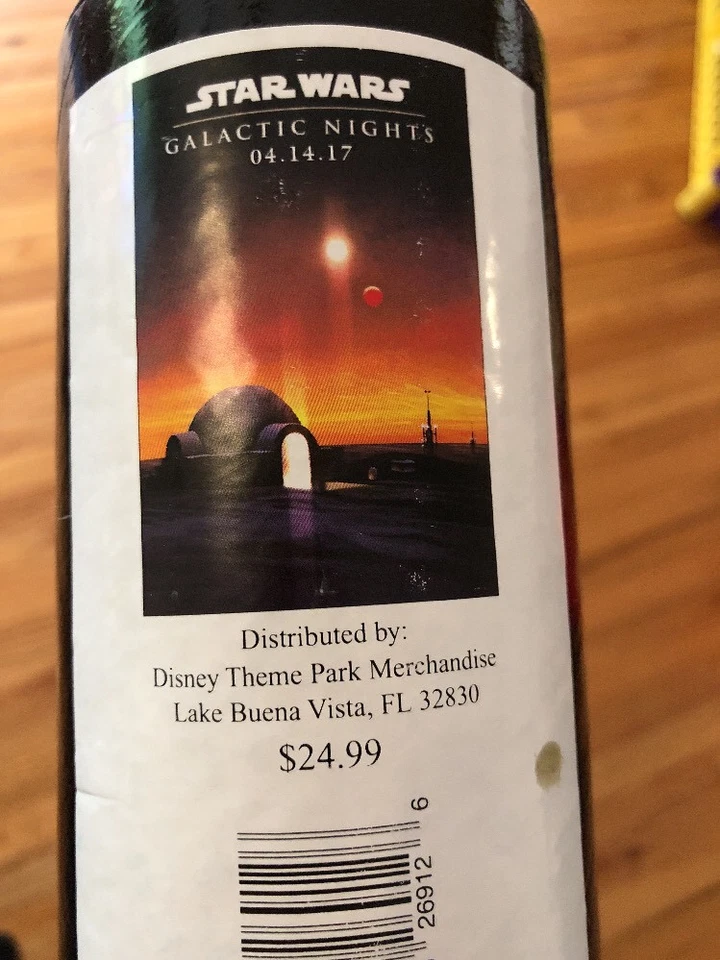 STAR WARS
GALACTIC NIGHTS
04.14.17
Distributed by:
Disney Theme Park Merchandise
Lake Buena Vista, FL 32830
$24.99
26912 6